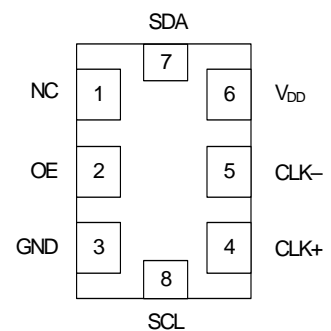 SDA
7
NC 1 6 VDD
OE 2 5 CLK–
GND 3 4 CLK+
8
SCL